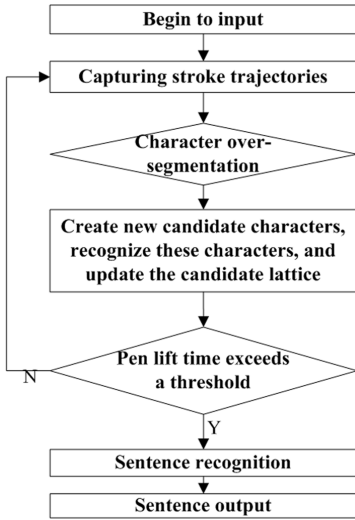 Begin to input
Capturing stroke trajectories
Character over-
segmentation
Create new candidate characters,
recognize these characters, and
update the candidate lattice
Pen lift time exceeds
a threshold
N
Y
Sentence recognition
Sentence output